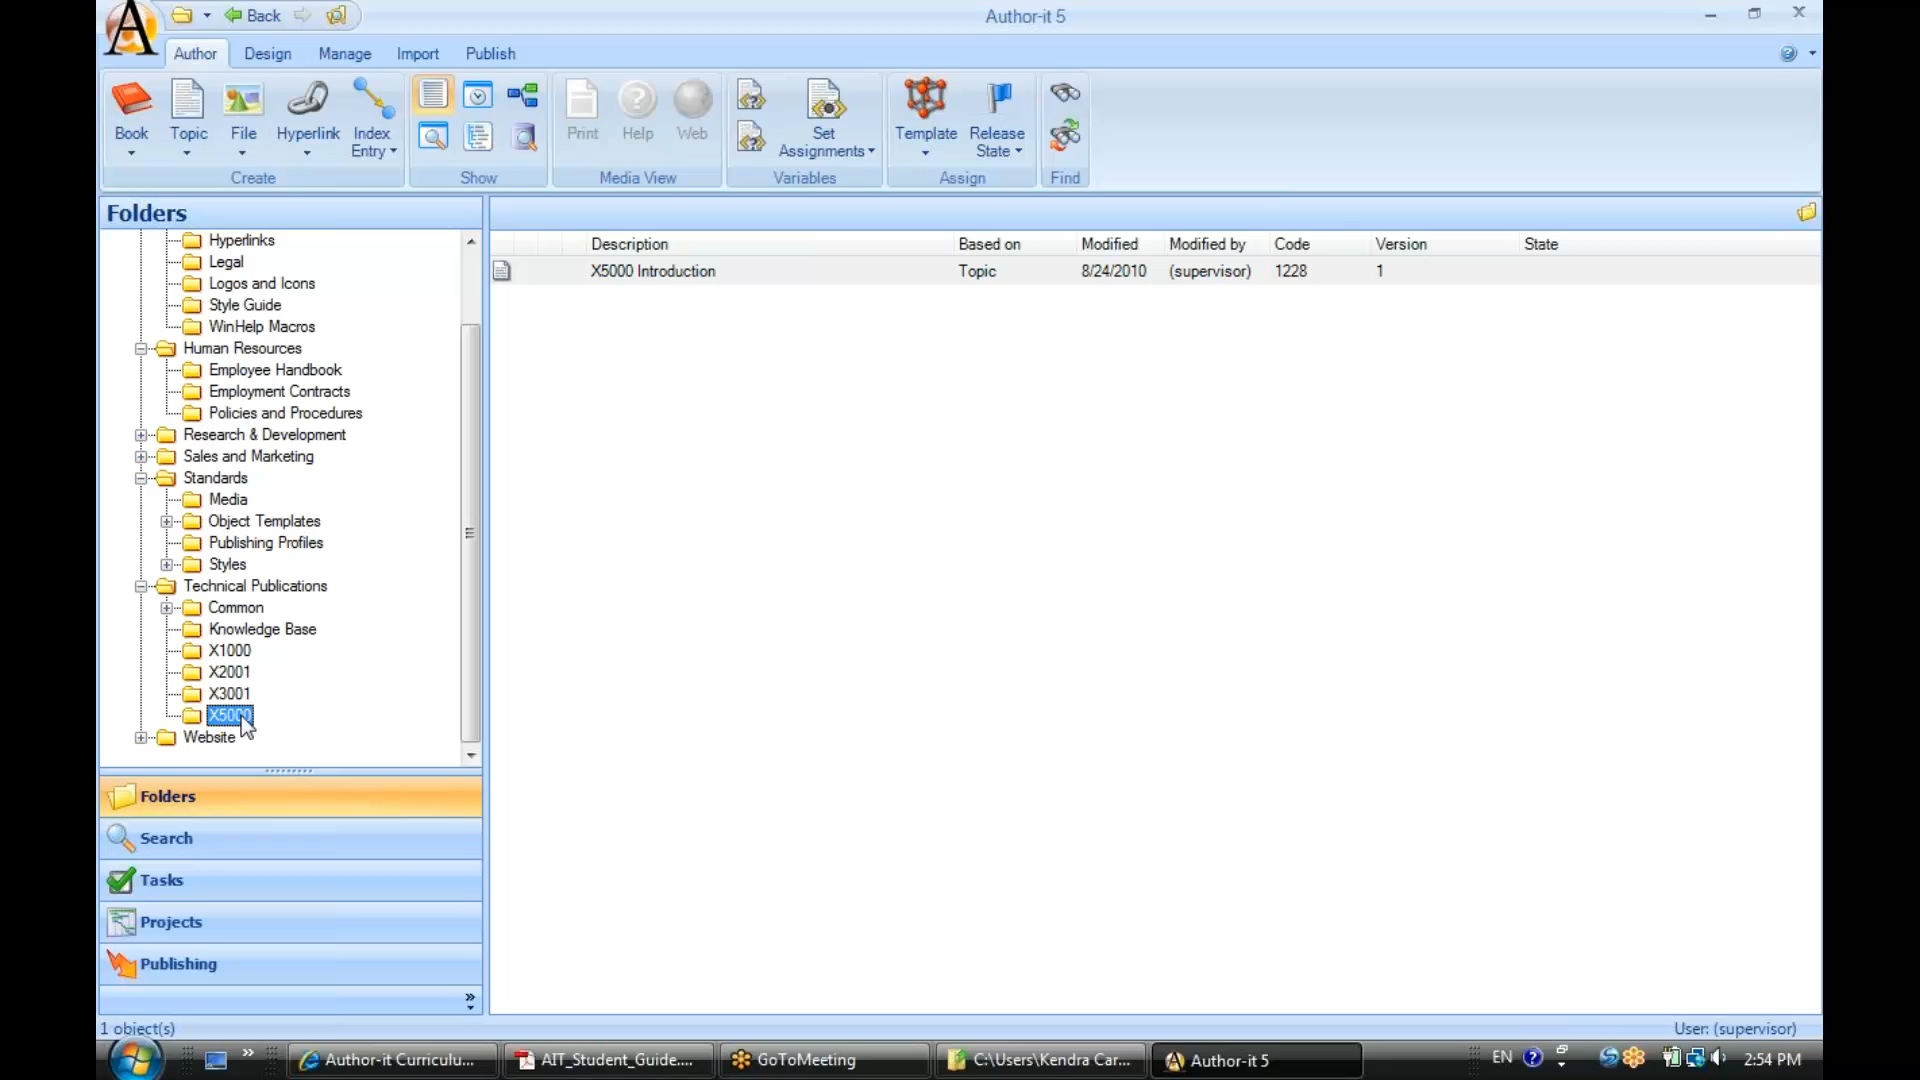 Back
Author-it 5
Author Design Manage Import Publish
Book Topic File Hyperlink Index Entry
Create
Show
Print Help Web
Media View
Set Assignments
Variables
Template Release State
Assign
Find
Folders
Hyperlinks
Legal
Logos and Icons
Style Guide
WinHelp Macros
Human Resources
Employee Handbook
Employment Contracts
Policies and Procedures
Research & Development
Sales and Marketing
Standards
Media
Object Templates
Publishing Profiles
Styles
Technical Publications
Common
Knowledge Base
X1000
X2001
X3001
X5000
Website
Description Based on Modified Modified by Code Version State
X5000 Introduction Topic 8/24/2010 (supervisor) 1228 1
Folders
Search
Tasks
Projects
Publishing
1 object(s)
User: (supervisor)
Author-it Curriculu... AIT_Student_Guide.... GoToMeeting C:\Users\Kendra Car... Author-it 5 EN 2:54 PM